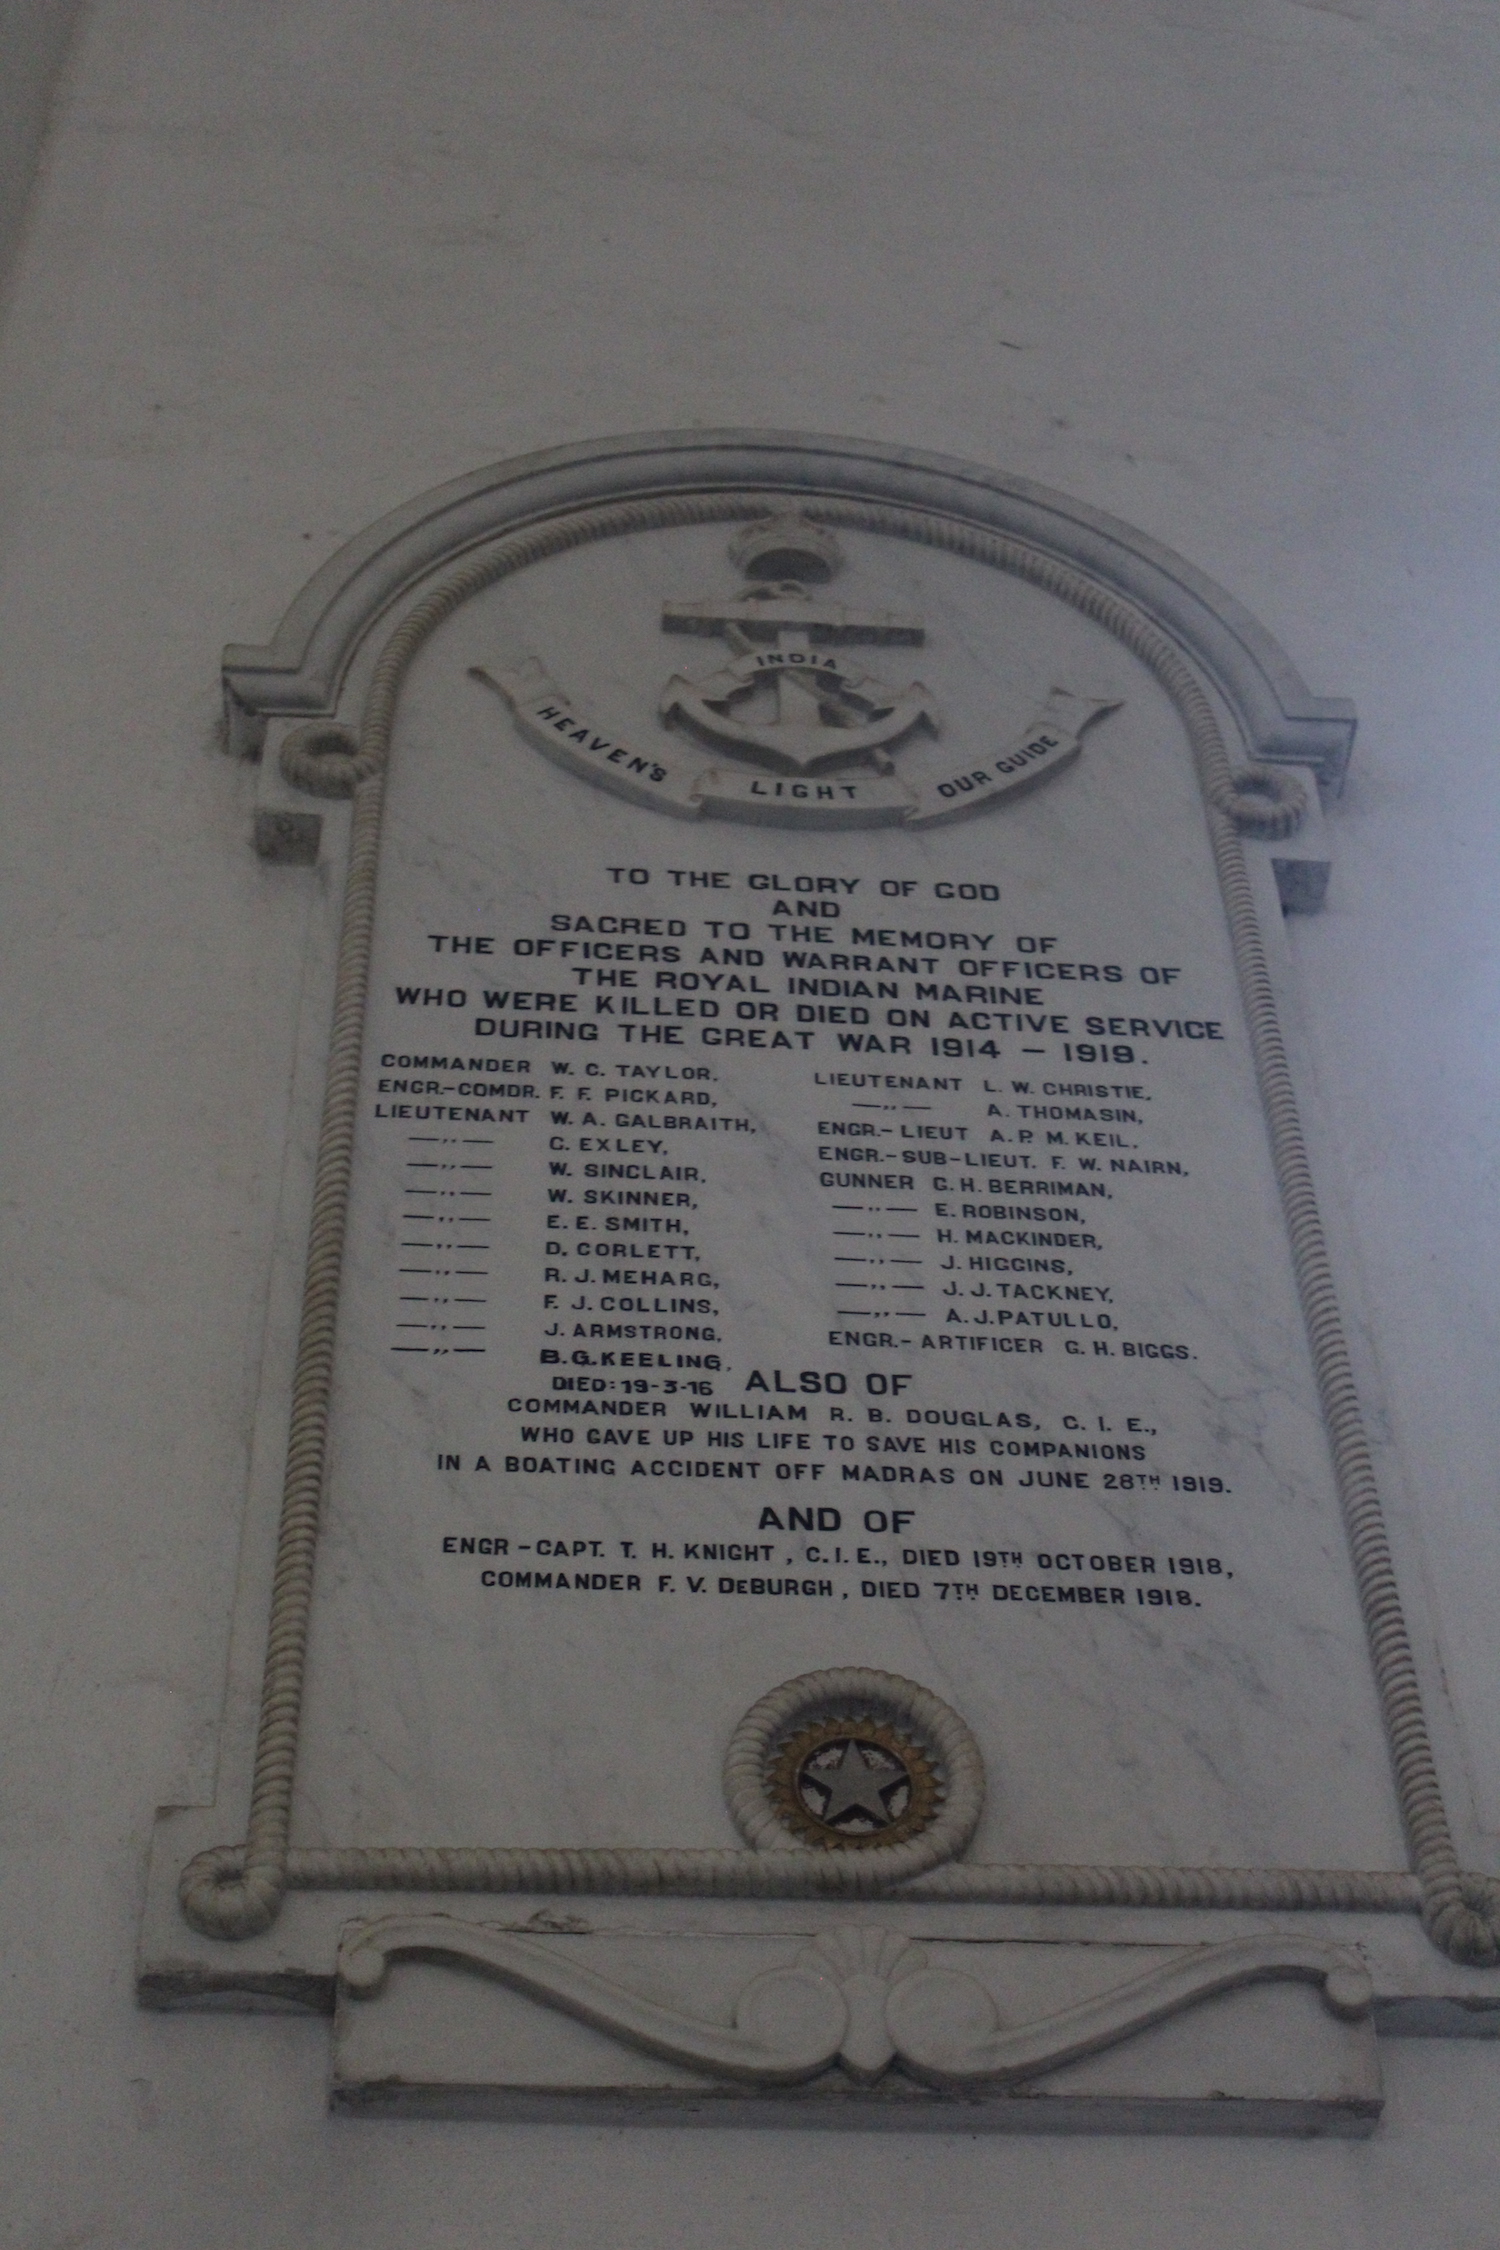 INDIA
HEAVEN'S LIGHT OUR GUIDE
TO THE GLORY OF GOD
AND
SACRED TO THE MEMORY OF
THE OFFICERS AND WARRANT OFFICERS OF
THE ROYAL INDIAN MARINE
WHO WERE KILLED OR DIED ON ACTIVE SERVICE
DURING THE GREAT WAR 1914 – 1919.
COMMANDER W. C. TAYLOR.
ENGR.-COMDR. F. F. PICKARD,
LIEUTENANT W. A. GALBRAITH,
—„— C. EXLEY,
—„— W. SINCLAIR,
—„— W. SKINNER,
—„— E. E. SMITH,
—„— D. CORLETT,
—„— R. J. MEHARG,
—„— F. J. COLLINS,
—„— J. ARMSTRONG,
—„— B. G. KEELING,
DIED: 19-3-16
LIEUTENANT L. W. CHRISTIE,
—„— A. THOMASIN,
ENGR.- LIEUT A. P. M. KEIL,
ENGR.-SUB-LIEUT. F. W. NAIRN,
GUNNER G. H. BERRIMAN,
—„— E. ROBINSON,
—„— H. MACKINDER,
—„— J. HIGGINS,
—„— J. J. TACKNEY,
—„— A. J. PATULLO,
ENGR.- ARTIFICER G. H. BIGGS.
ALSO OF
COMMANDER WILLIAM R. B. DOUGLAS, C. I. E.,
WHO GAVE UP HIS LIFE TO SAVE HIS COMPANIONS
IN A BOATING ACCIDENT OFF MADRAS ON JUNE 28TH 1919.
AND OF
ENGR-CAPT. T. H. KNIGHT, C. I. E., DIED 19TH OCTOBER 1918,
COMMANDER F. V. DEBURGH, DIED 7TH DECEMBER 1918.